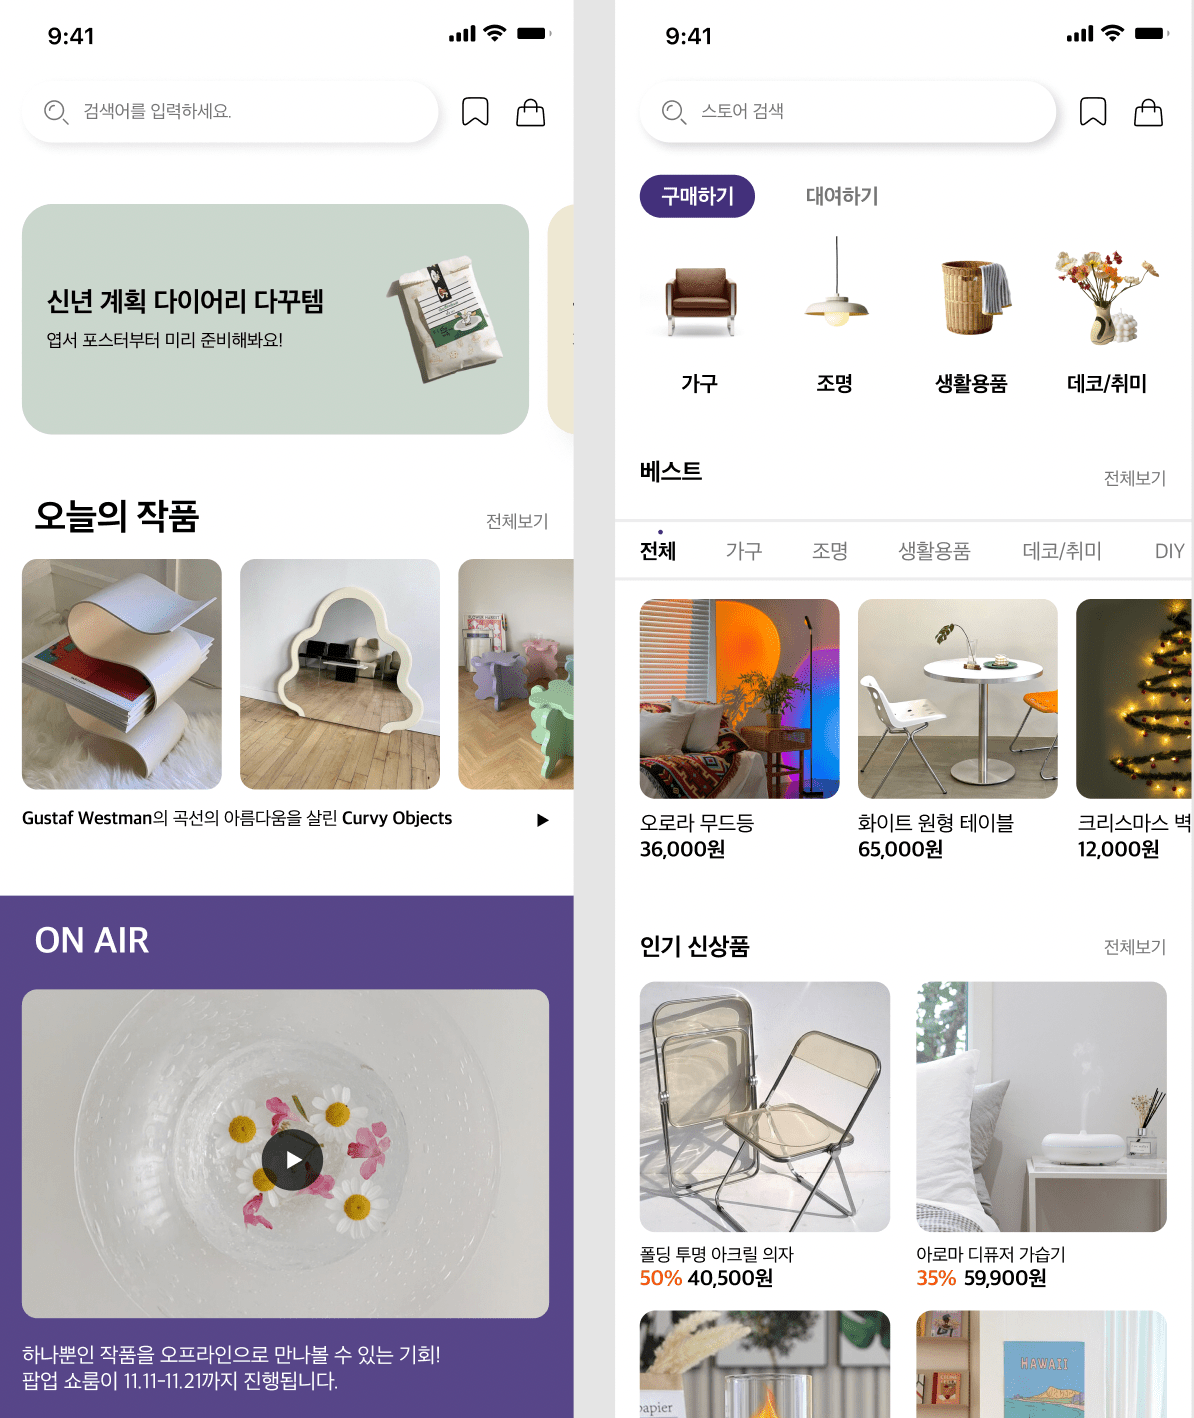 9:41
검색어를 입력하세요.
신년 계획 다이어리 다꾸템
엽서 포스터부터 미리 준비해봐요!
오늘의 작품
전체보기
Gustaf Westman의 곡선의 아름다움을 살린 Curvy Objects
ON AIR
하나뿐인 작품을 오프라인으로 만나볼 수 있는 기회!
팝업 쇼룸이 11.11-11.21까지 진행됩니다.
9:41
스토어 검색
구매하기
대여하기
가구
조명
생활용품
데코/취미
베스트
전체보기
전체
가구
조명
생활용품
데코/취미
DIY
오로라 무드등
36,000원
화이트 원형 테이블
65,000원
크리스마스 벽
12,000원
인기 신상품
전체보기
폴딩 투명 아크릴 의자
50% 40,500원
아로마 디퓨저 가습기
35% 59,900원
HAWAII